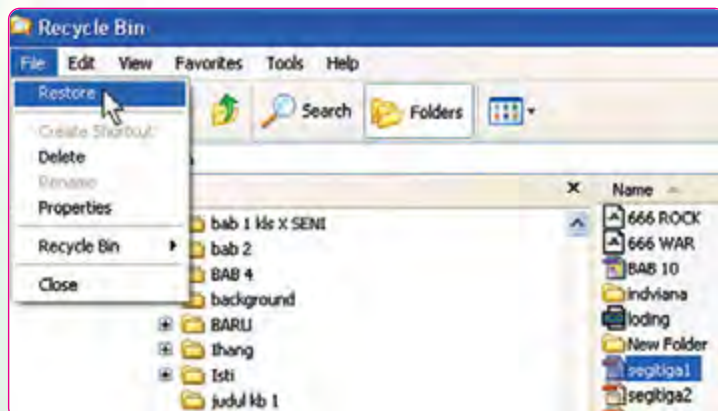 Recycle Bin
File Edit View Favorites Tools Help
Restore
Create Shortcut
Delete
Rename
Properties
Recycle Bin
Close
Search Folders
bab 1 kls X SENI
bab 2
BAB 4
background
BARU
Ihang
Isti
judul kb 1
Name
666 ROCK
666 WAR
BAB 10
indviana
loding
New Folder
segitiga1
segitiga2